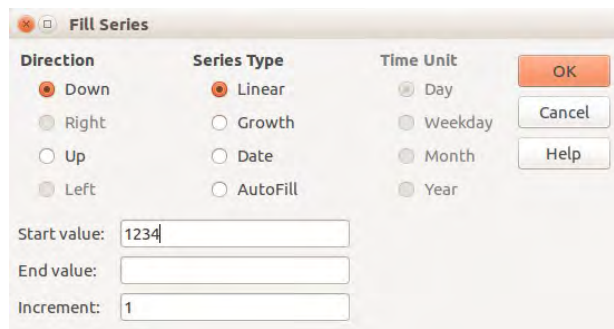 Fill Series
Direction Series Type Time Unit
Down Linear Day OK
Right Growth Weekday Cancel
Up Date Month Help
Left AutoFill Year
Start value: 1234
End value:
Increment: 1